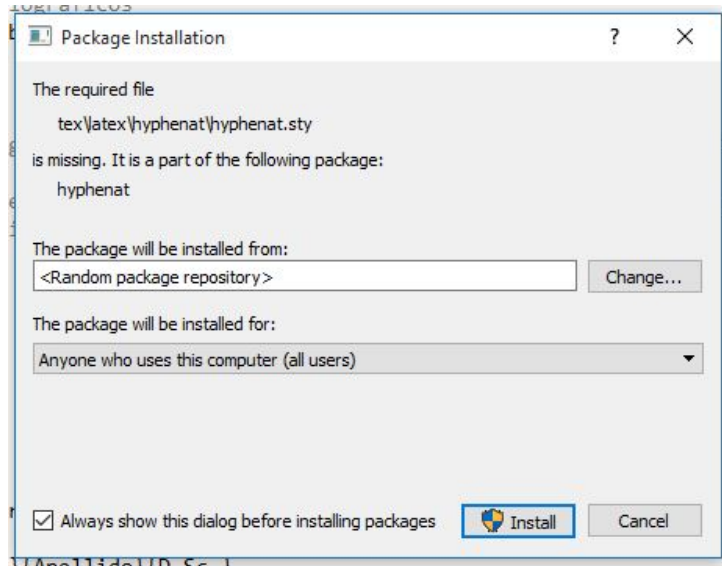 Package Installation
?
The required file
tex\latex\hyphenat\hyphenat.sty
is missing. It is a part of the following package:
hyphenat
The package will be installed from:
<Random package repository>
Change...
The package will be installed for:
Anyone who uses this computer (all users)
Always show this dialog before installing packages
Install
Cancel